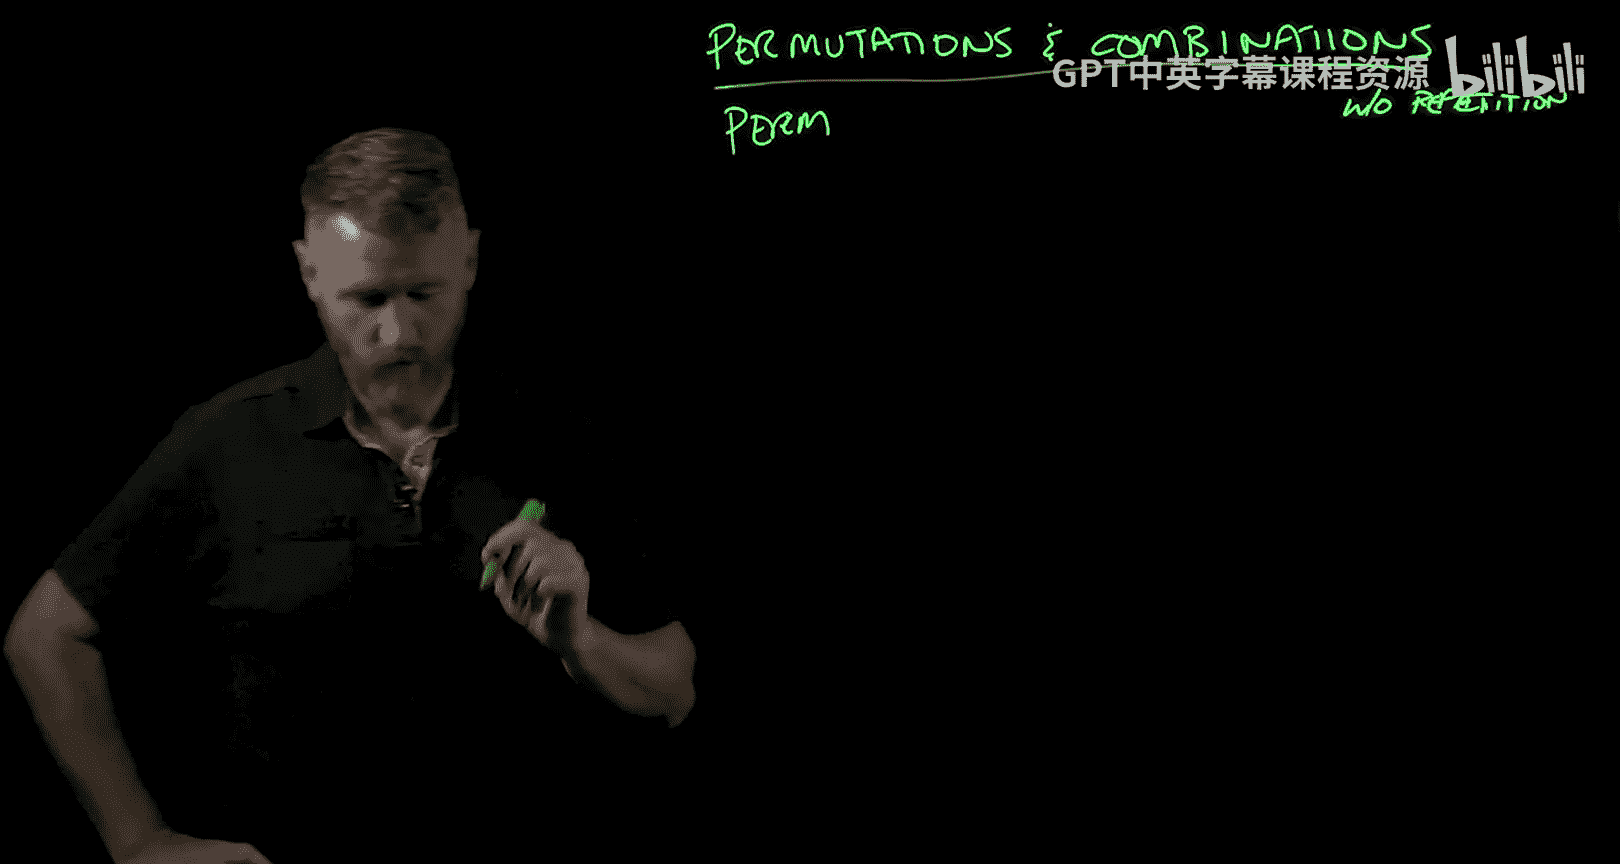 PERMUTATIONS & COMBINATIONS
GPT中英字幕课程资源 bilibili
W/O REPETITION
PERM